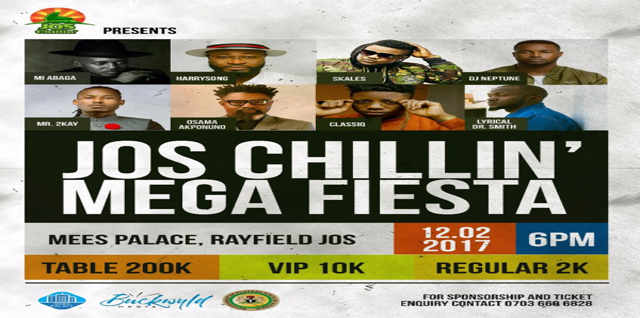 JOS
PRESENTS
MI ABAGA
HARRYSONG
SKALES
DJ NEPTUNE
MR. 2KAY
OSAMA
AKPONUNO
CLASSIQ
LYRICAL
DR. SMITH
JOS CHILLIN'
MEGA FIESTA
MEES PALACE, RAYFIELD JOS
12.02
2017
6PM
TABLE 200K
VIP 10K
REGULAR 2K
Buckwyld
FOR SPONSORSHIP AND TICKET
ENQUIRY CONTACT 0703 660 6828